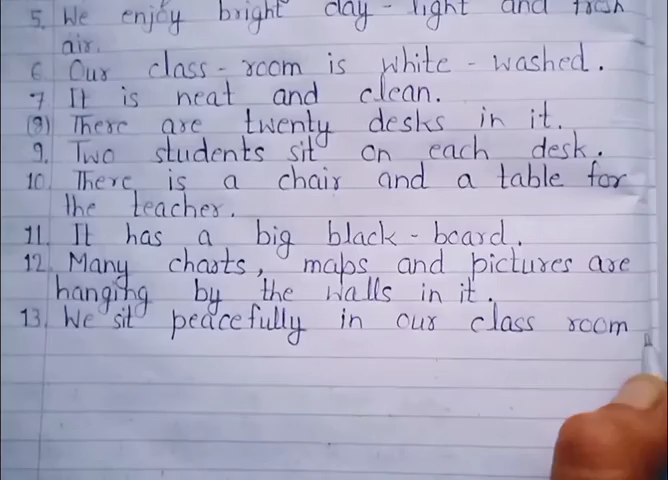 5. We enjoy bright day-light and fresh
air.
6. Our class-room is white-washed.
7 It is neat and clean.
(8) There are twenty desks in it.
9. Two students sit on each desk.
10. There is a chair and a table for
the teacher.
11. It has a big black-board.
12. Many charts, maps and pictures are
hanging by the walls in it.
13. We sit peacefully in our class room